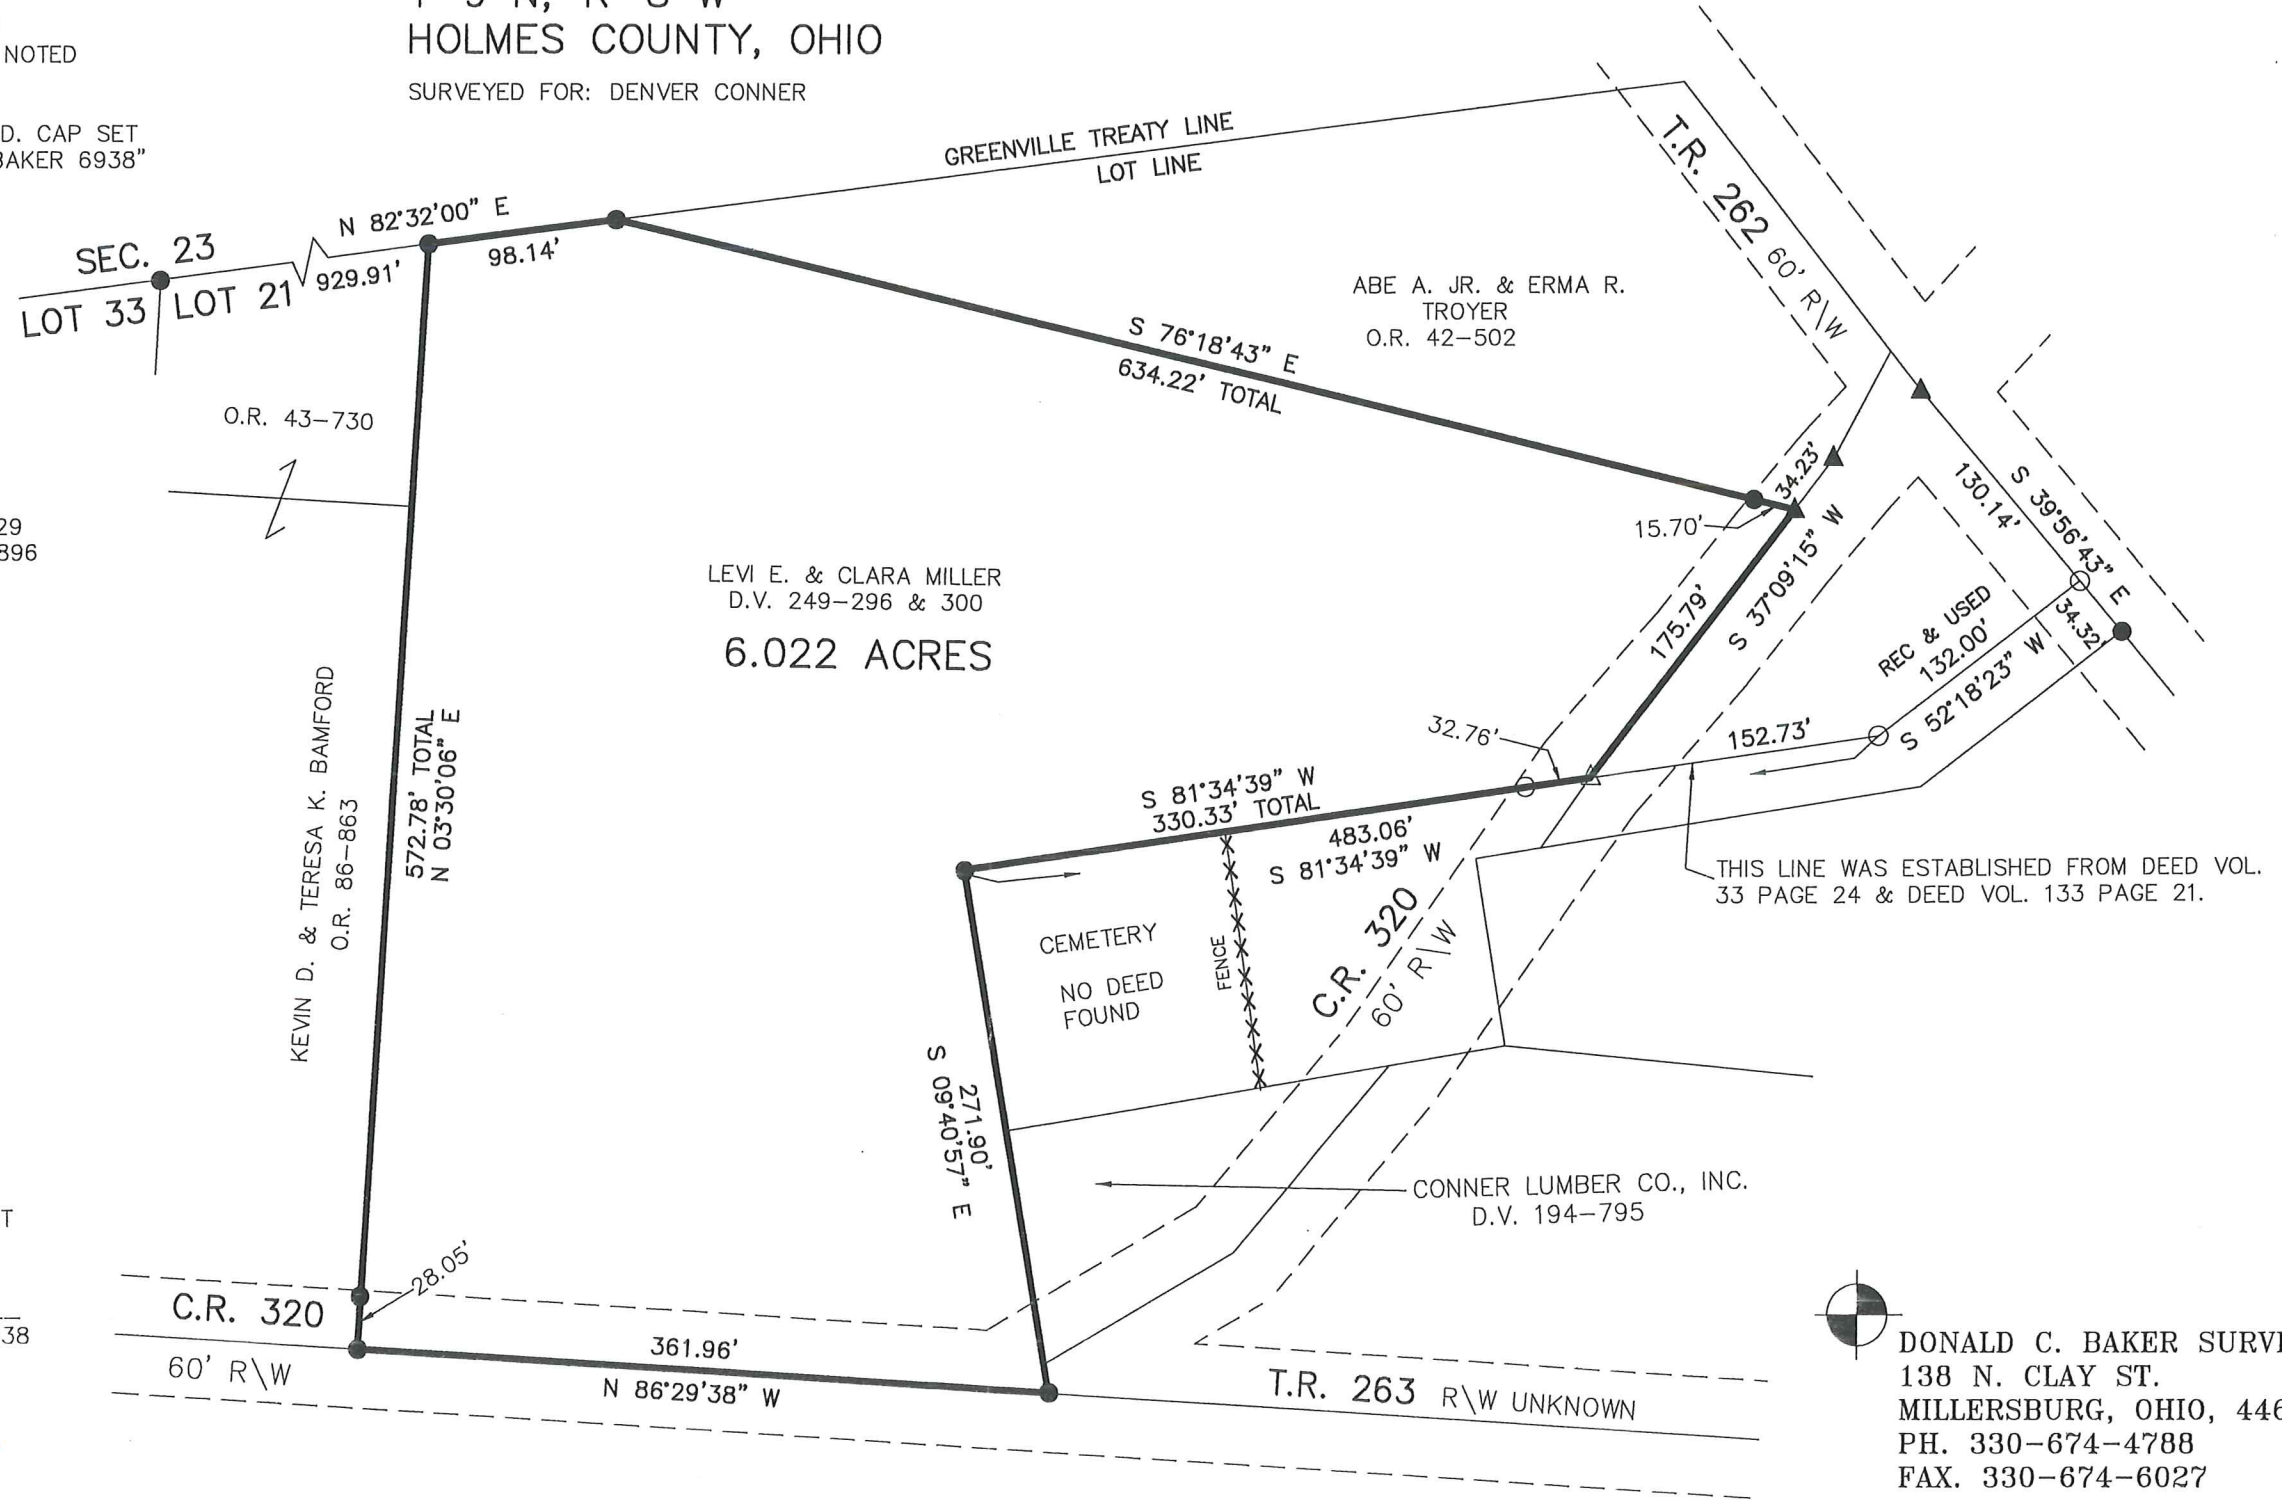 HOLMES COUNTY, OHIO
SURVEYED FOR: DENVER CONNER
NOTED
D. CAP SET
BAKER 6938"
GREENVILLE TREATY LINE
LOT LINE
T.R. 262 60' R\W
N 82°32'00" E
SEC. 23
929.91'
98.14'
LOT 33
LOT 21
ABE A. JR. & ERMA R.
TROYER
O.R. 42-502
S 76°18'43" E
634.22' TOTAL
O.R. 43-730
34.23'
15.70'
130.14'
S 39°56'43" E
29
896
LEVI E. & CLARA MILLER
D.V. 249-296 & 300
6.022 ACRES
175.79'
S 37°09'15" W
REC & USED
132.00'
S 52°18'23" W
34.32'
KEVIN D. & TERESA K. BAMFORD
O.R. 86-863
572.78' TOTAL
N 03°30'06" E
32.76'
152.73'
S 81°34'39" W
330.33' TOTAL
483.06'
S 81°34'39" W
THIS LINE WAS ESTABLISHED FROM DEED VOL.
33 PAGE 24 & DEED VOL. 133 PAGE 21.
CEMETERY
NO DEED
FOUND
FENCE
C.R. 320
60' R\W
271.90'
S 09°40'57" E
CONNER LUMBER CO., INC.
D.V. 194-795
T
38
28.05'
C.R. 320
60' R\W
361.96'
N 86°29'38" W
T.R. 263 R\W UNKNOWN
DONALD C. BAKER SURV
138 N. CLAY ST.
MILLERSBURG, OHIO, 446
PH. 330-674-4788
FAX. 330-674-6027